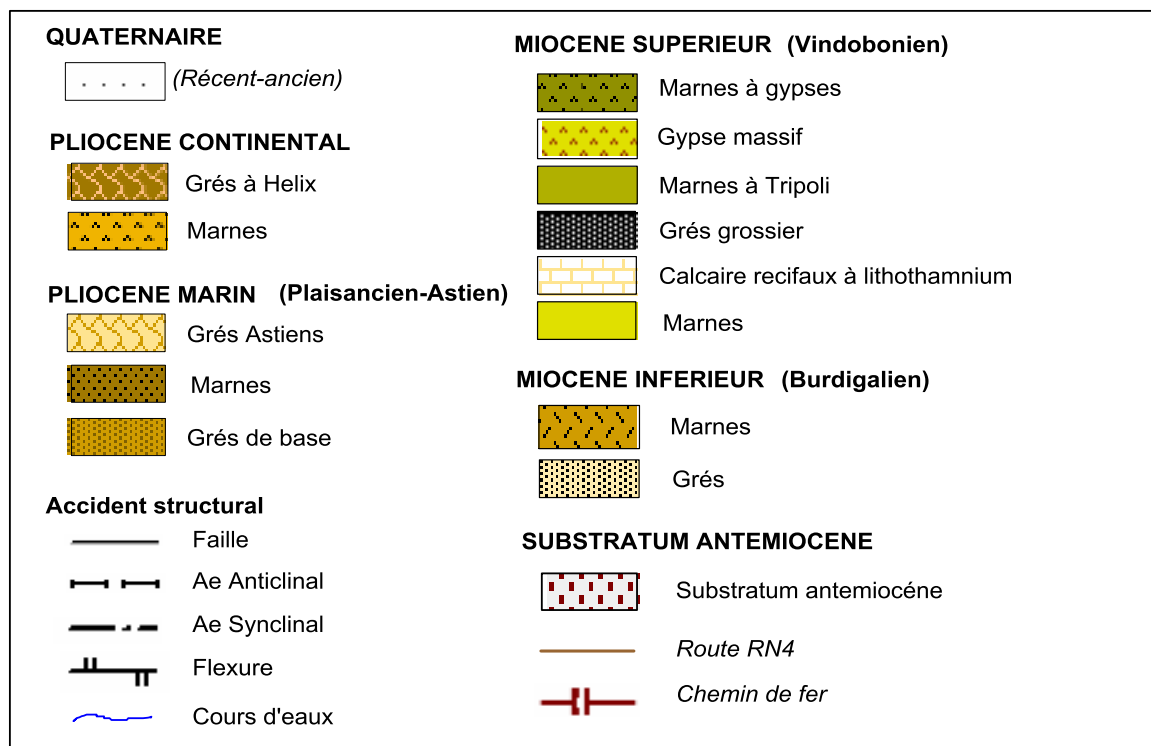 QUATERNAIRE
(Récent-ancien)
PLIOCENE CONTINENTAL
Grés à Helix
Marnes
PLIOCENE MARIN (Plaisancien-Astien)
Grés Astiens
Marnes
Grés de base
Accident structural
Faille
Ae Anticlinal
Ae Synclinal
Flexure
Cours d'eaux
MIOCENE SUPERIEUR (Vindobonien)
Marnes à gypses
Gypse massif
Marnes à Tripoli
Grés grossier
Calcaire recifaux à lithothamnium
Marnes
MIOCENE INFERIEUR (Burdigalien)
Marnes
Grés
SUBSTRATUM ANTEMIOCENE
Substratum antemiocéne
Route RN4
Chemin de fer